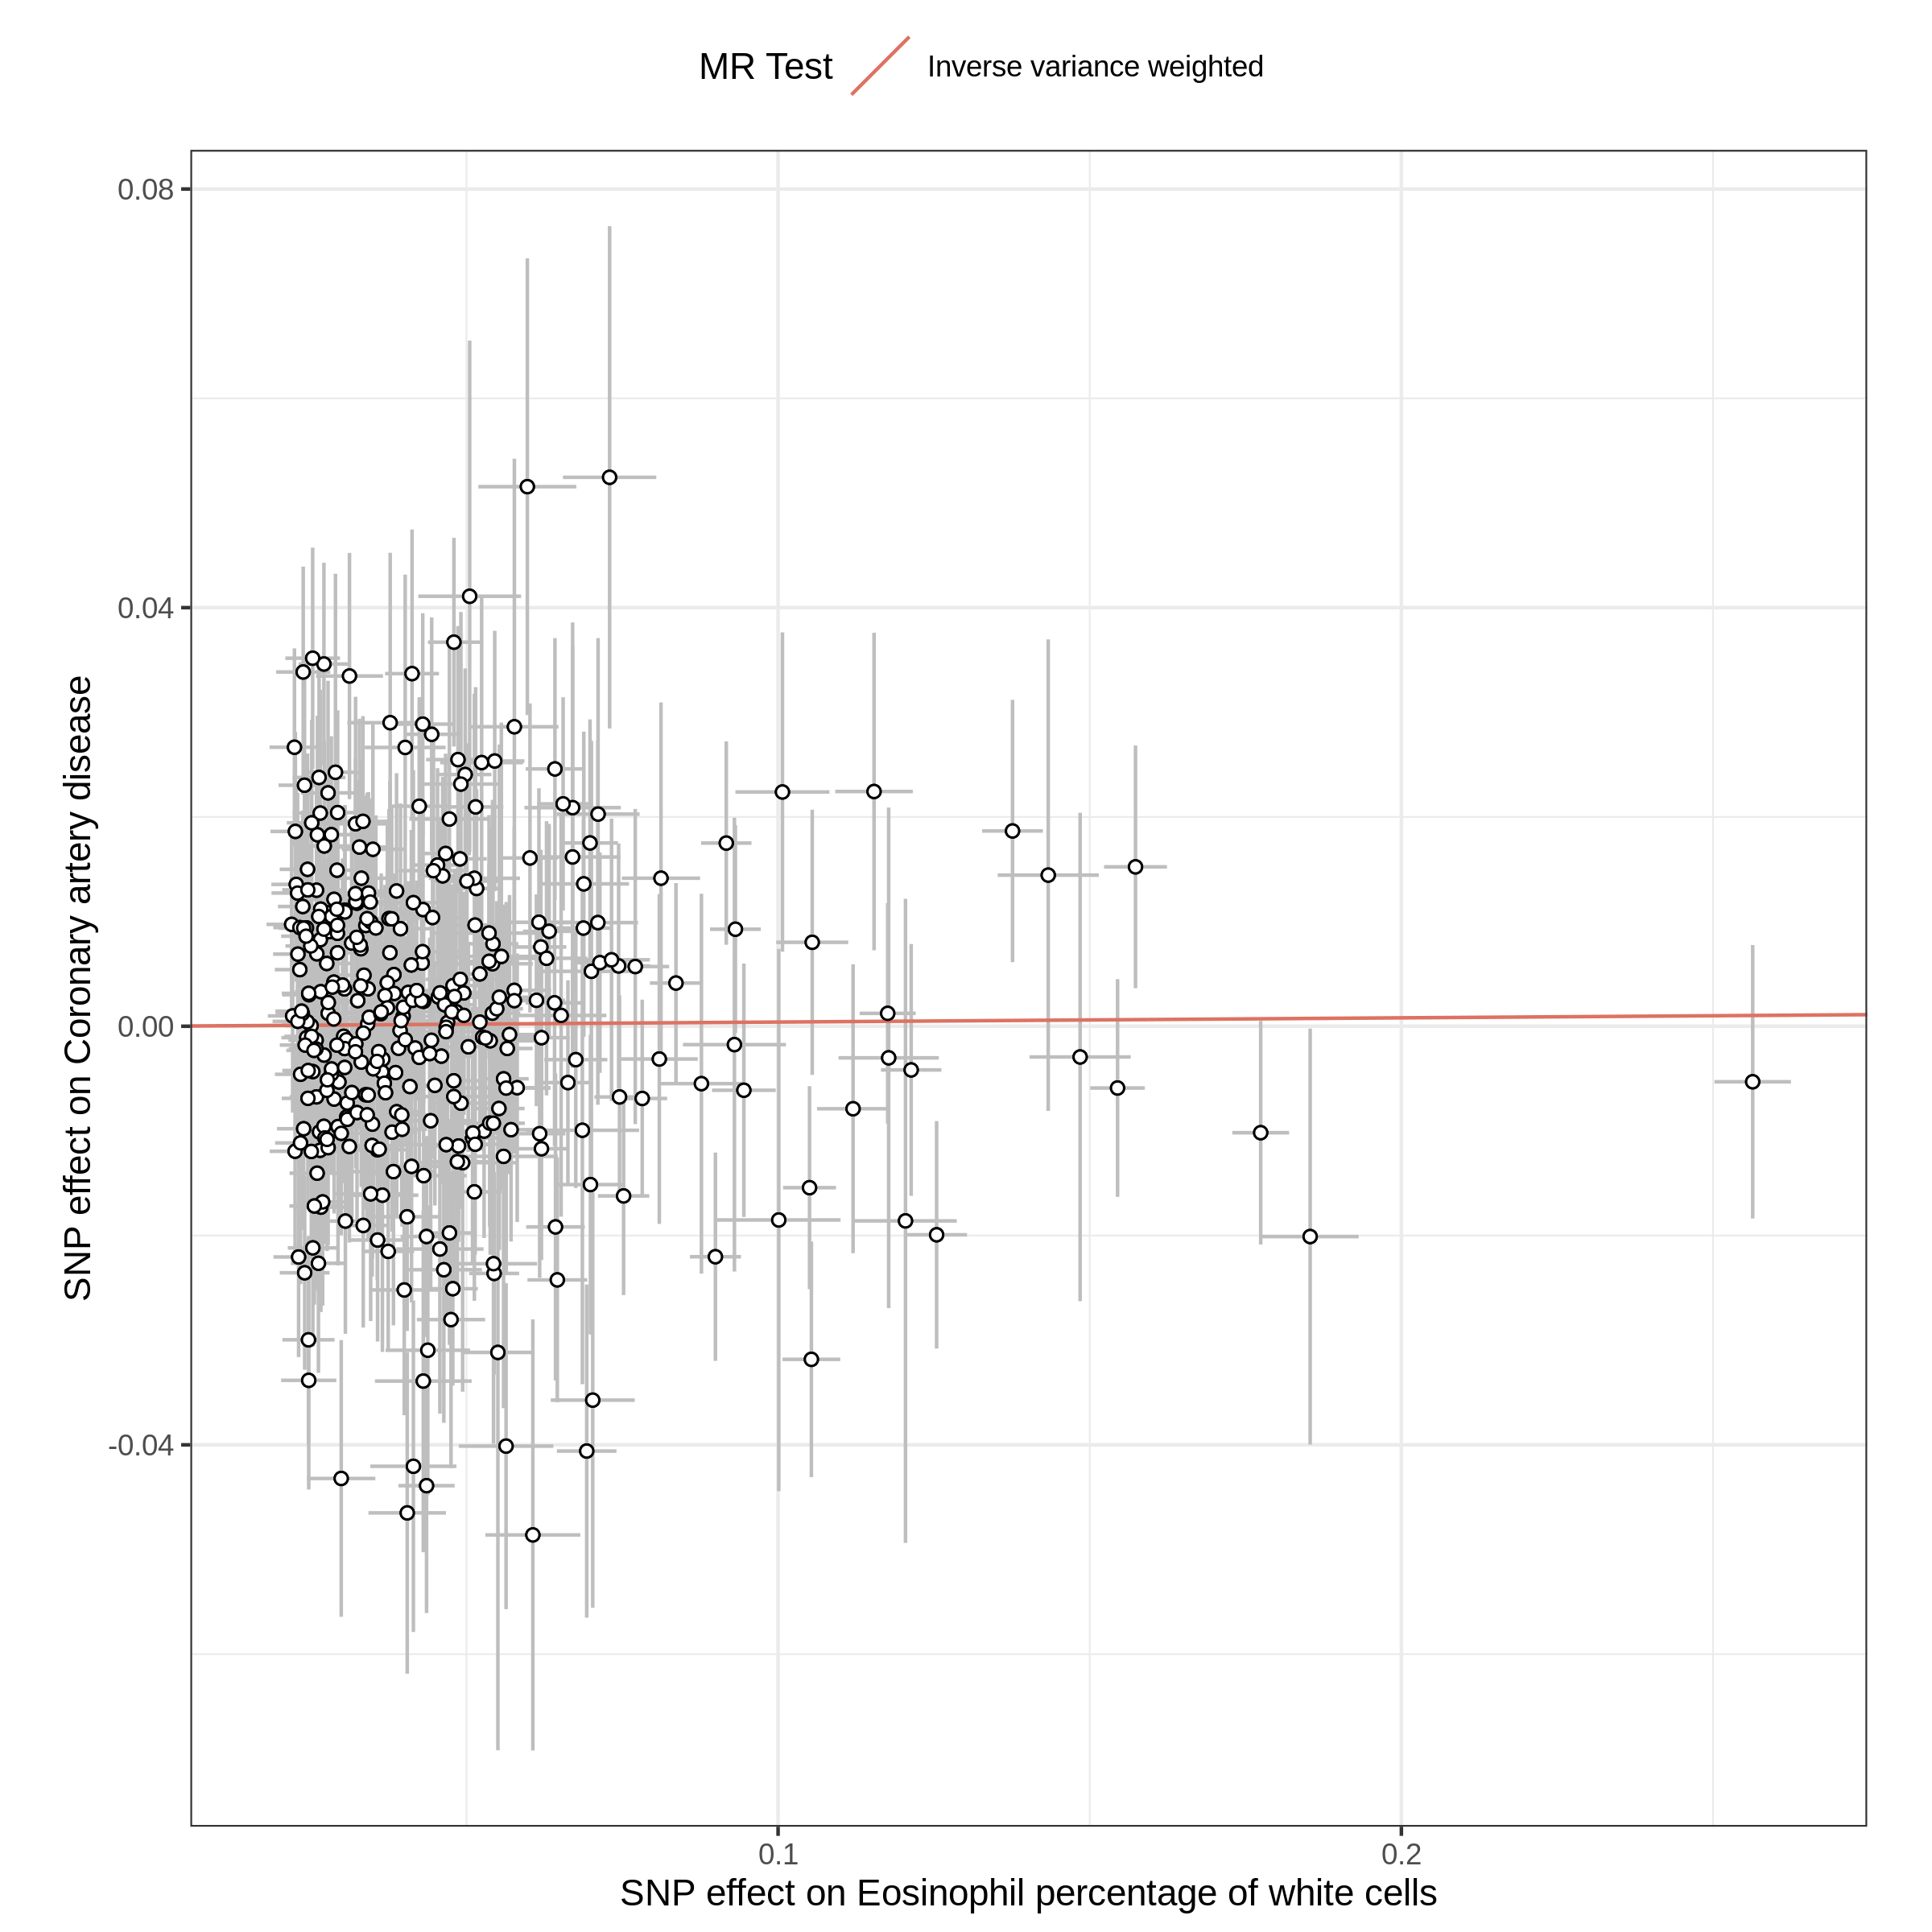 MR Test Inverse variance weighted
0.08
0.04
0.00
-0.04
SNP effect on Coronary artery disease
0.1 0.2
SNP effect on Eosinophil percentage of white cells